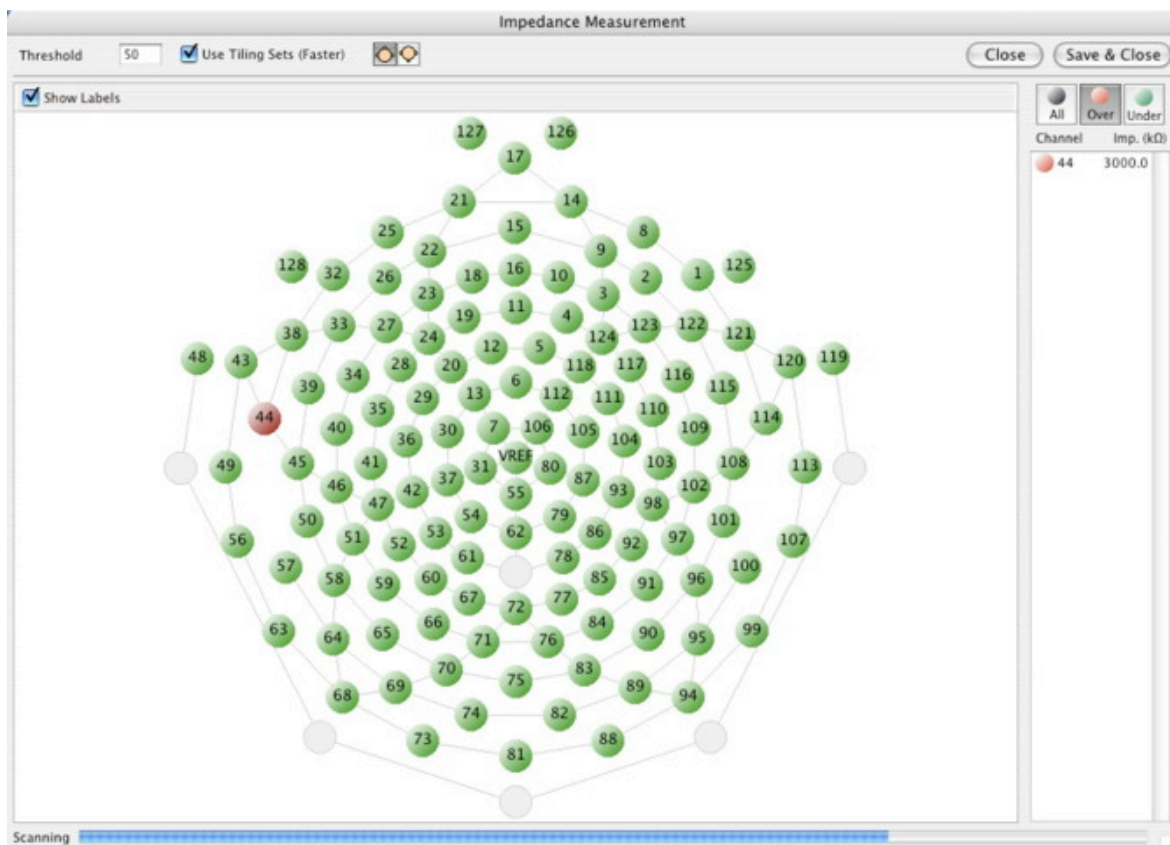 Impedance Measurement
Threshold 50 Use Tiling Sets (Faster) Close Save & Close
Show Labels
All Over Under
Channel Imp. (kΩ)
44 3000.0
127 126
17
21 14
25 15 8
22 9
128 32 26 18 16 10 2 1 125
23 3
19 11 4
38 33 27 24 124 123 122 121
48 43 12 5 120 119
28 20 118 117
39 34 6 116 115
29 13 112 111
44 35 110 114
40 36 30 7 106 105 104 109
VREF
49 45 41 31 80 103 108 113
46 42 37 87 93 102
47 55 98
50 54 79 101
56 51 52 53 62 86 92 97 107
57 61 78 100
58 59 60 85 91 96
67 72 77
63 64 65 66 84 90 95 99
71 76
70 83
68 69 75 89 94
74 82
73 81 88
Scanning